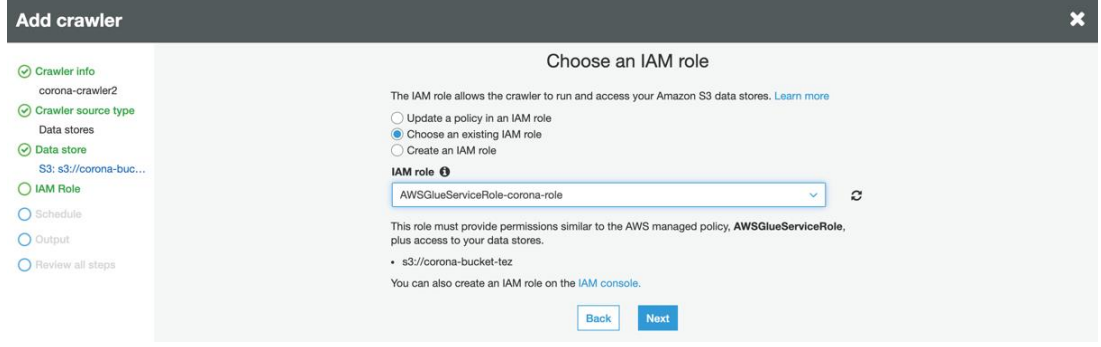 Add crawler
Crawler info
corona-crawler2
Crawler source type
Data stores
Data store
S3: s3://corona-buc...
IAM Role
Schedule
Output
Review all steps
Choose an IAM role
The IAM role allows the crawler to run and access your Amazon S3 data stores. Learn more
Update a policy in an IAM role
Choose an existing IAM role
Create an IAM role
IAM role
AWSGlueServiceRole-corona-role
This role must provide permissions similar to the AWS managed policy, AWSGlueServiceRole,
plus access to your data stores.
• s3://corona-bucket-tez
You can also create an IAM role on the IAM console.
Back
Next